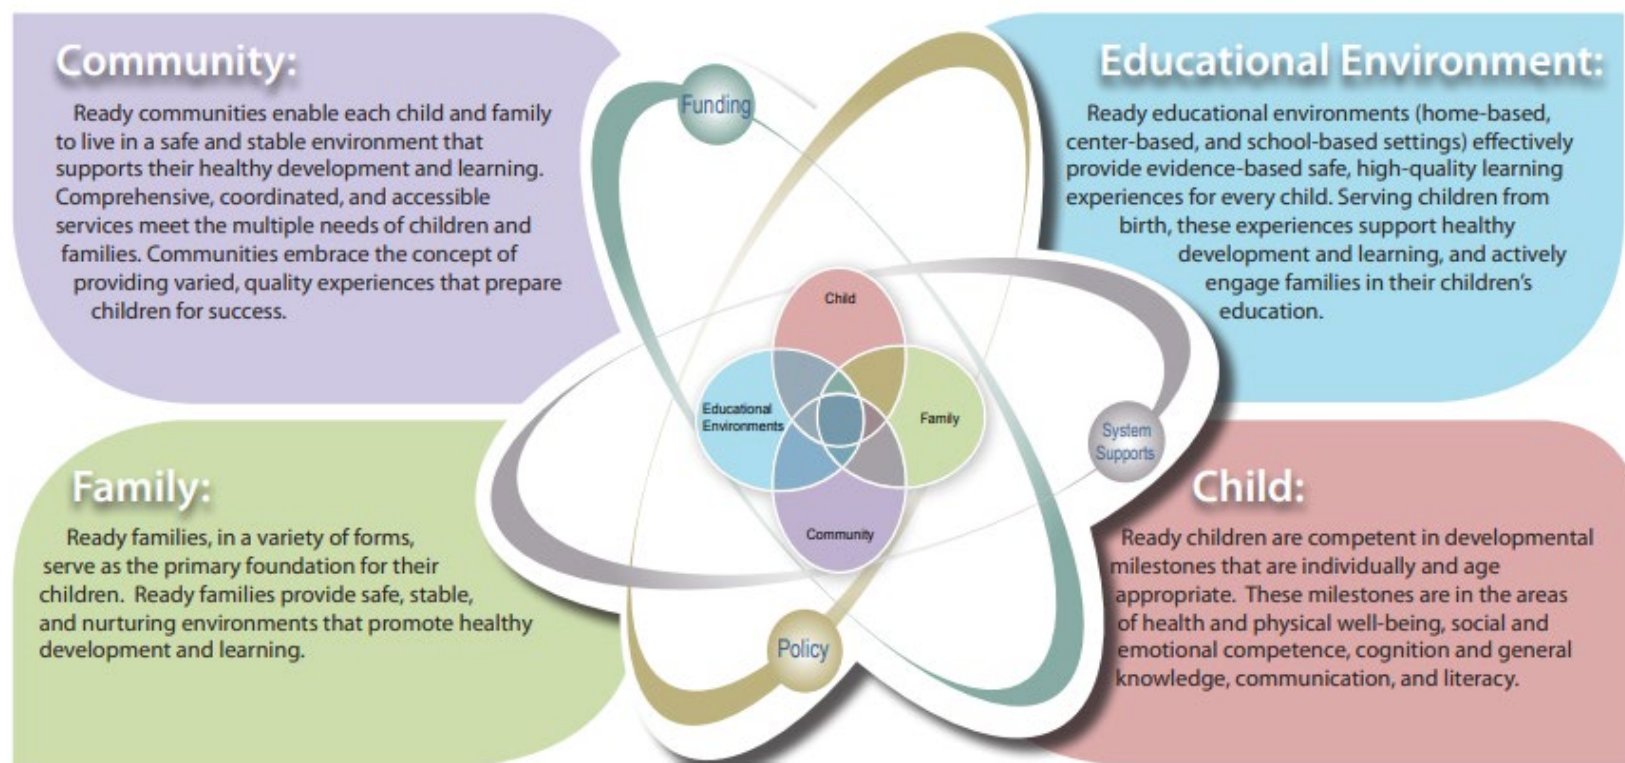 Community:
Ready communities enable each child and family
to live in a safe and stable environment that
supports their healthy development and learning.
Comprehensive, coordinated, and accessible
services meet the multiple needs of children and
families. Communities embrace the concept of
providing varied, quality experiences that prepare
children for success.
Educational Environment:
Ready educational environments (home-based,
center-based, and school-based settings) effectively
provide evidence-based safe, high-quality learning
experiences for every child. Serving children from
birth, these experiences support healthy
development and learning, and actively
engage families in their children's
education.
Funding
Child
Educational
Environments
Family
Community
System
Supports
Policy
Family:
Ready families, in a variety of forms,
serve as the primary foundation for their
children. Ready families provide safe, stable,
and nurturing environments that promote healthy
development and learning.
Child:
Ready children are competent in developmental
milestones that are individually and age
appropriate. These milestones are in the areas
of health and physical well-being, social and
emotional competence, cognition and general
knowledge, communication, and literacy.